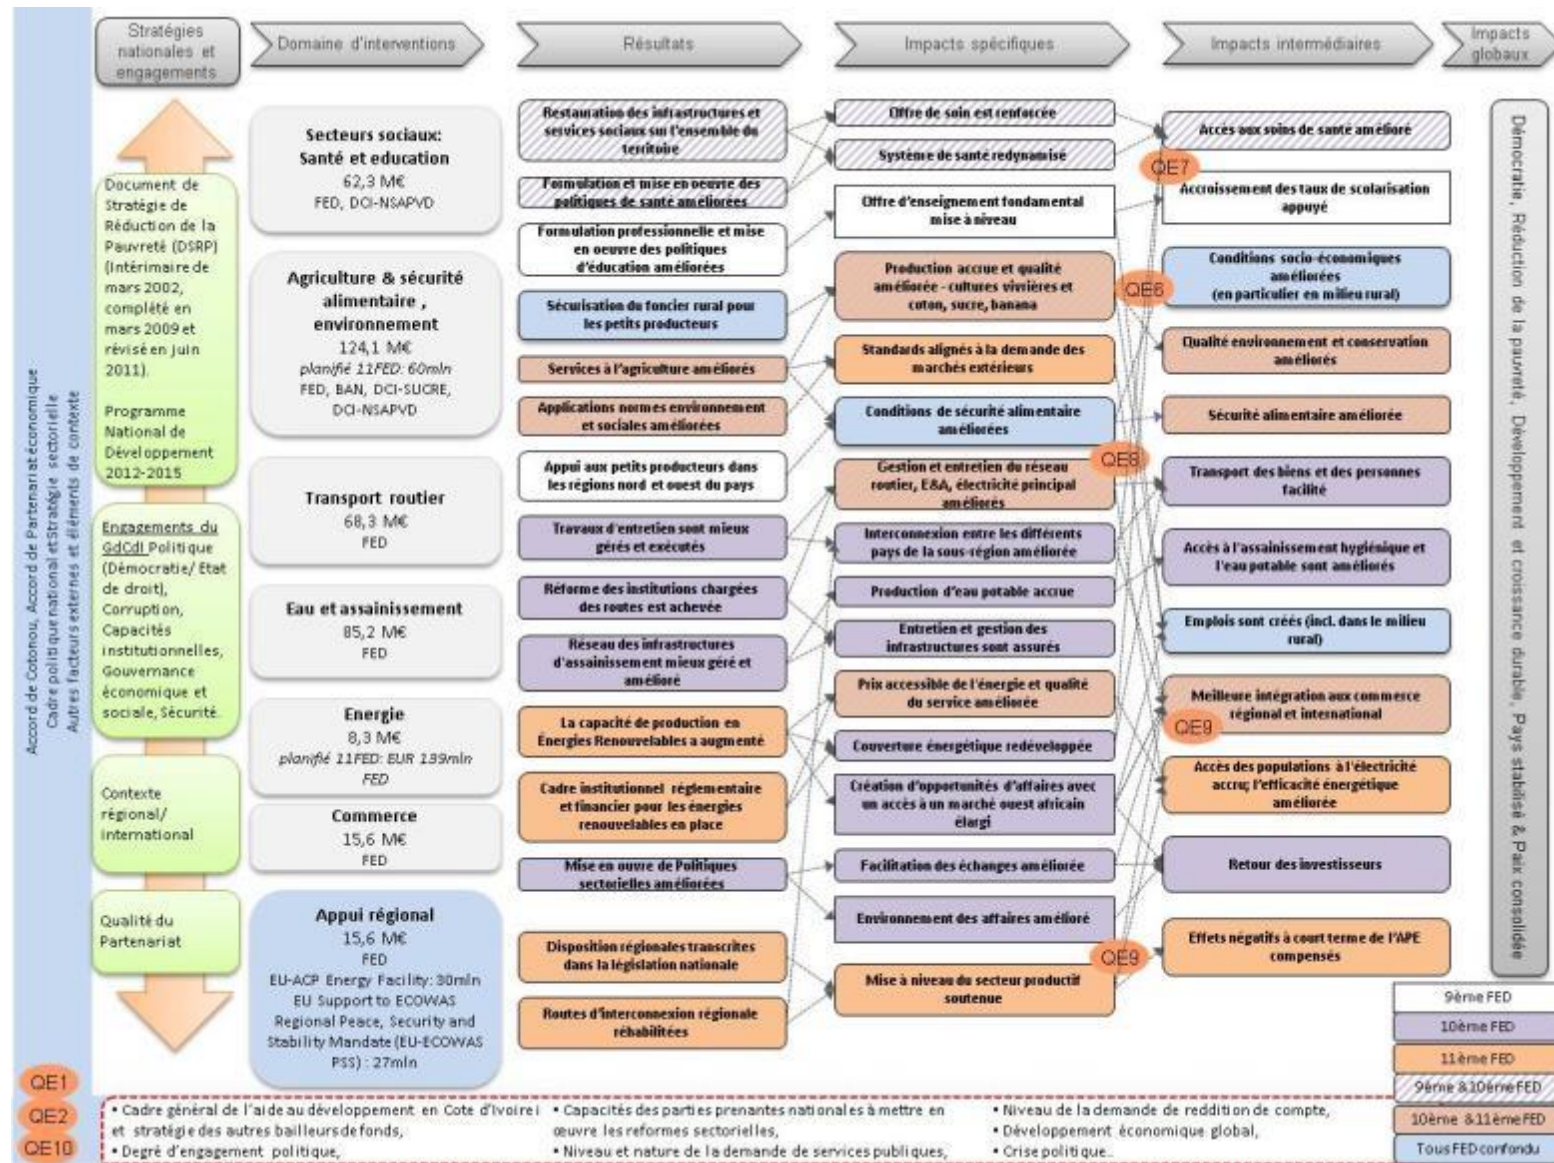 Stratégies
nationales et
engagements
Domaine d'interventions
Résultats
Impacts spécifiques
Impacts intermédiaires
Impacts
globaux
Accord de Cotonou, Accord de Partenariat économique
Cadre politique national et Stratégie sectorielle
Autres facteurs externes et éléments de contexte
Document de
Stratégie de
Réduction de la
Pauvreté (DSRP)
(Intérimaire de
mars 2002,
complété en
mars 2009 et
révisé en juin
2011).
Programme
National de
Développement
2012-2015
Engagements du
GdCdI Politique
(Démocratie/ Etat
de droit),
Corruption,
Capacités
institutionnelles,
Gouvernance
économique et
sociale, Sécurité.
Contexte
régional/
international
Qualité du
Partenariat
Secteurs sociaux:
Santé et education
62,3 M€
FED, DCI-NSAPVD
Agriculture & sécurité
alimentaire ,
environnement
124,1 M€
planifié 11FED: 60mln
FED, BAN, DCI-SUCRE,
DCI-NSAPVD
Transport routier
68,3 M€
FED
Eau et assainissement
85,2 M€
FED
Energie
8,3 M€
planifié 11FED: EUR 139mln
FED
Commerce
15,6 M€
FED
Appui régional
15,6 M€
FED
EU-ACP Energy Facility: 30mln
EU Support to ECOWAS
Regional Peace, Security and
Stability Mandate (EU-ECOWAS
PSS) : 27mln
Restauration des infrastructures et
services sociaux sur l'ensemble du
territoire
Formulation et mise en oeuvre des
politiques de santé améliorées
Formulation professionnelle et mise
en oeuvre des politiques
d'éducation améliorées
Sécurisation du foncier rural pour
les petits producteurs
Services à l'agriculture améliorés
Applications normes environnement
et sociales améliorées
Appui aux petits producteurs dans
les régions nord et ouest du pays
Travaux d'entretien sont mieux
gérés et exécutés
Réforme des institutions chargées
des routes est achevée
Réseau des infrastructures
d'assainissement mieux géré et
amélioré
La capacité de production en
Énergies Renouvelables a augmenté
Cadre institutionnel réglementaire
et financier pour les énergies
renouvelables en place
Mise en ouvre de Politiques
sectorielles améliorées
Disposition régionales transcrites
dans la législation nationale
Routes d'interconnexion régionale
réhabilitées
Offre de soin est renforcée
Système de santé redynamisé
Offre d'enseignement fondamental
mise à niveau
Production accrue et qualité
améliorée - cultures vivrières et
coton, sucre, banana
Standards alignés à la demande des
marchés extérieurs
Conditions de sécurité alimentaire
améliorées
Gestion et entretien du réseau
routier, E&A, électricité principal
améliorés
Interconnexion entre les différents
pays de la sous-région améliorée
Production d'eau potable accrue
Entretien et gestion des
infrastructures sont assurés
Prix accessible de l'énergie et qualité
du service améliorée
Couverture énergétique redéveloppée
Création d'opportunités d'affaires avec
un accès à un marché ouest africain
élargi
Facilitation des échanges améliorée
Environnement des affaires amélioré
Mise à niveau du secteur productif
soutenue
QE7
QE6
QE8
QE9
QE9
Accès aux soins de santé amélioré
Accroissement des taux de scolarisation
appuyé
Conditions socio-économiques
améliorées
(en particulier en milieu rural)
Qualité environnement et conservation
améliorés
Sécurité alimentaire améliorée
Transport des biens et des personnes
facilité
Accès à l'assainissement hygiénique et
l'eau potable sont améliorés
Emplois sont créés (incl. dans le milieu
rural)
Meilleure intégration aux commerce
régional et international
Accès des populations à l'électricité
accru; l'efficacité énergétique
améliorée
Retour des investisseurs
Effets négatifs à court terme de l'APE
compensés
Démocratie, Réduction de la pauvreté, Développement et croissance durable, Pays stabilisé & Paix consolidée
9ème FED
10ème FED
11ème FED
9ème &10ème FED
10ème &11ème FED
Tous FED confondu
QE1
QE2
QE10
• Cadre général de l'aide au développement en Cote d'Ivoire i
et stratégie des autres bailleurs de fonds,
• Degré d'engagement politique,
• Capacités des parties prenantes nationales à mettre en
œuvre les reformes sectorielles,
• Niveau et nature de la demande de services publiques,
• Niveau de la demande de reddition de compte,
• Développement économique global,
• Crise politique..